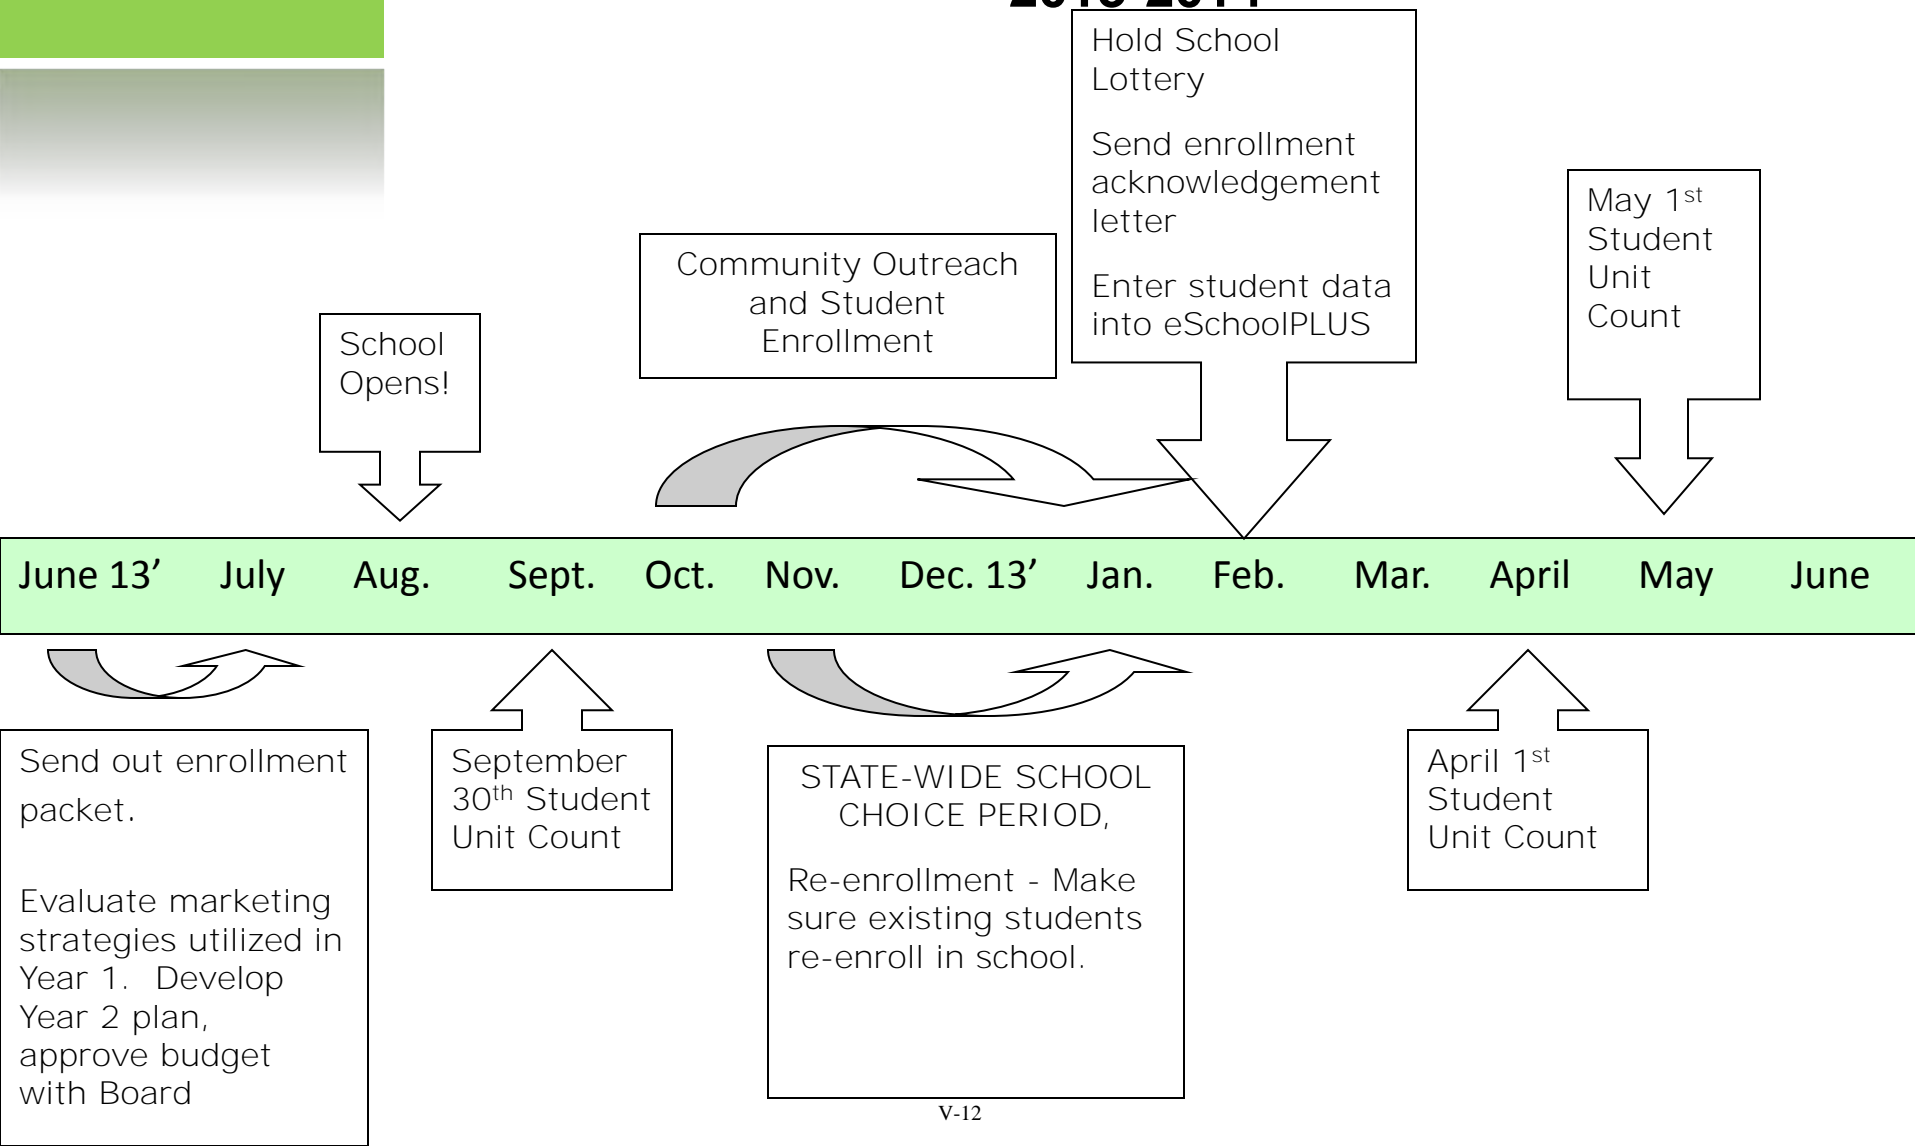 Hold School
Lottery
Send enrollment
acknowledgement
letter
Enter student data
into eSchoolPLUS
May 1st
Student
Unit
Count
Community Outreach
and Student
Enrollment
School
Opens!
June 13’ July Aug. Sept. Oct. Nov. Dec. 13’ Jan. Feb. Mar. April May June
Send out enrollment
packet.
Evaluate marketing
strategies utilized in
Year 1. Develop
Year 2 plan,
approve budget
with Board
September
30th Student
Unit Count
STATE-WIDE SCHOOL
CHOICE PERIOD,
Re-enrollment - Make
sure existing students
re-enroll in school.
April 1st
Student
Unit Count
V-12